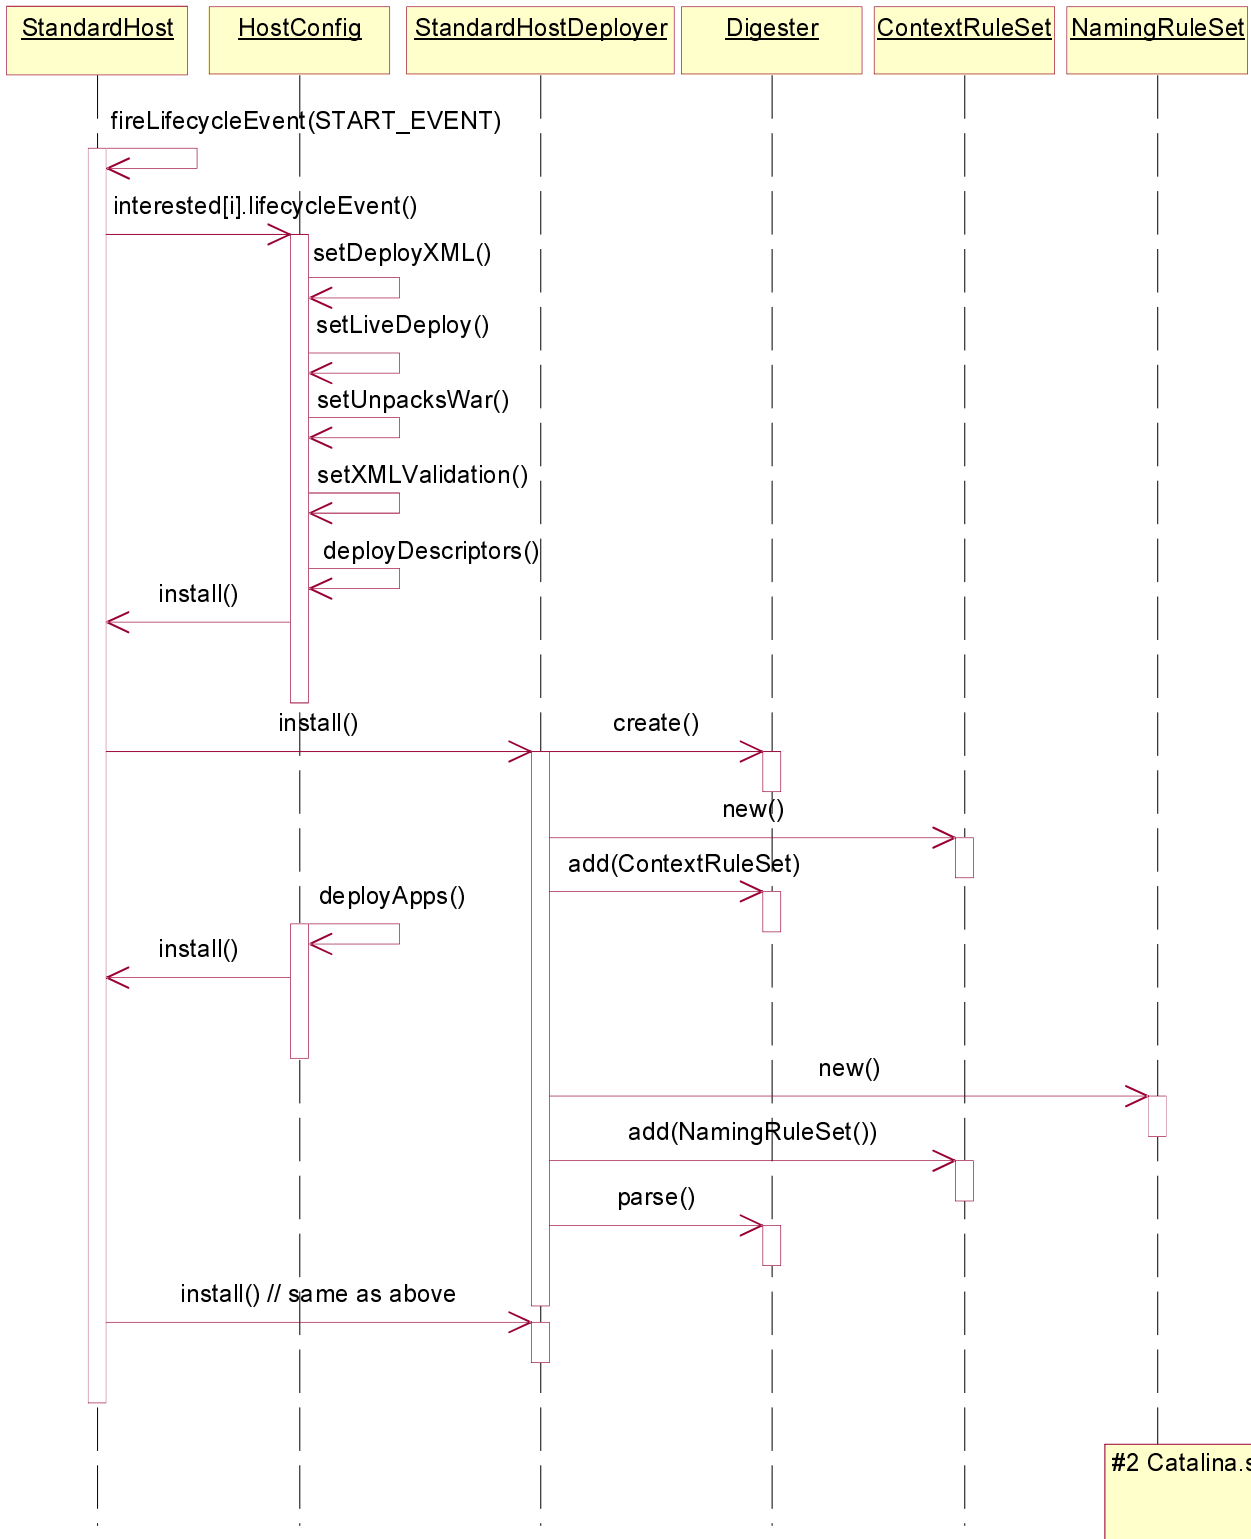 StandardHost
HostConfig
StandardHostDeployer
Digester
ContextRuleSet
NamingRuleSet
fireLifecycleEvent(START_EVENT)
interested[i].lifecycleEvent()
setDeployXML()
setLiveDeploy()
setUnpacksWar()
setXMLValidation()
deployDescriptors()
install()
install()
create()
new()
add(ContextRuleSet)
deployApps()
install()
new()
add(NamingRuleSet())
parse()
install() // same as above
#2 Catalina.s